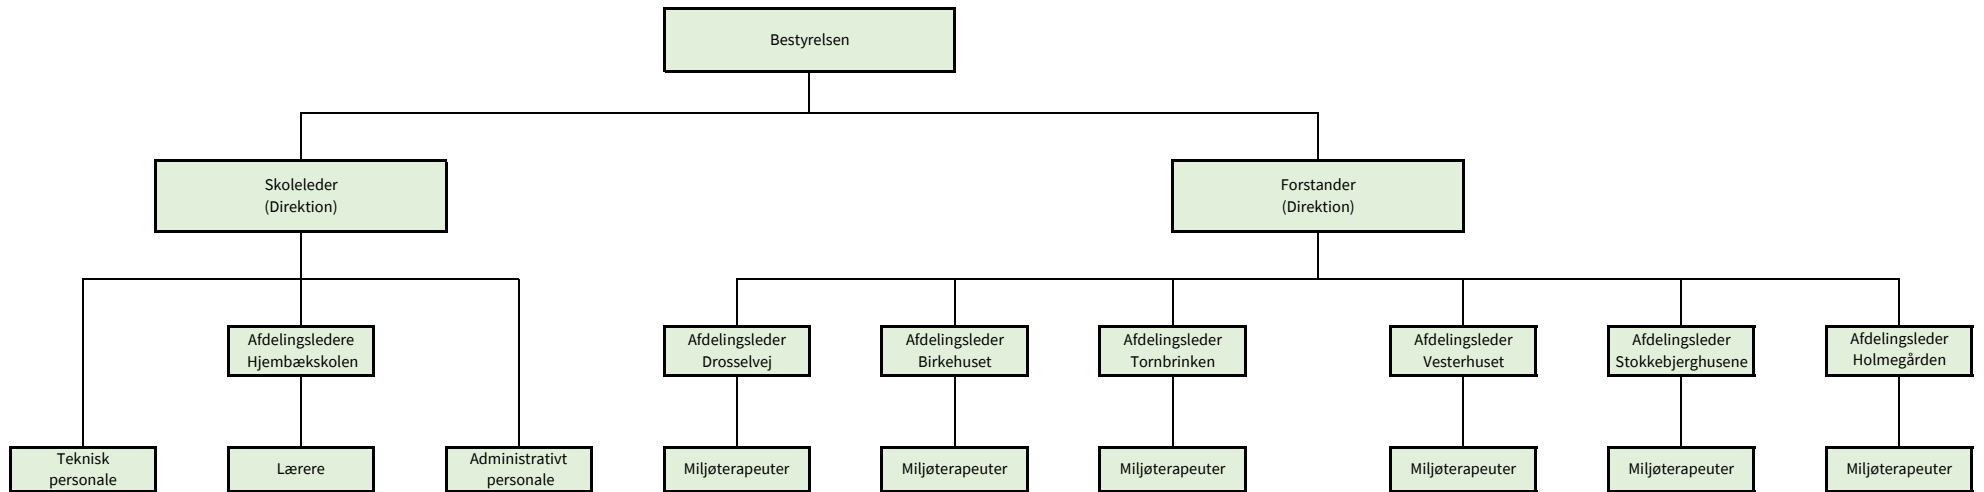 Bestyrelsen
Skoleleder
(Direktion)
Forstander
(Direktion)
Afdelingsledere
Hjembækskolen
Afdelingsleder
Drosselvej
Afdelingsleder
Birkehuset
Afdelingsleder
Tornbrinken
Afdelingsleder
Vesterhuset
Afdelingsleder
Stokkebjerghusene
Afdelingsleder
Holmegården
Teknisk
personale
Lærere
Administrativt
personale
Miljøterapeuter
Miljøterapeuter
Miljøterapeuter
Miljøterapeuter
Miljøterapeuter
Miljøterapeuter